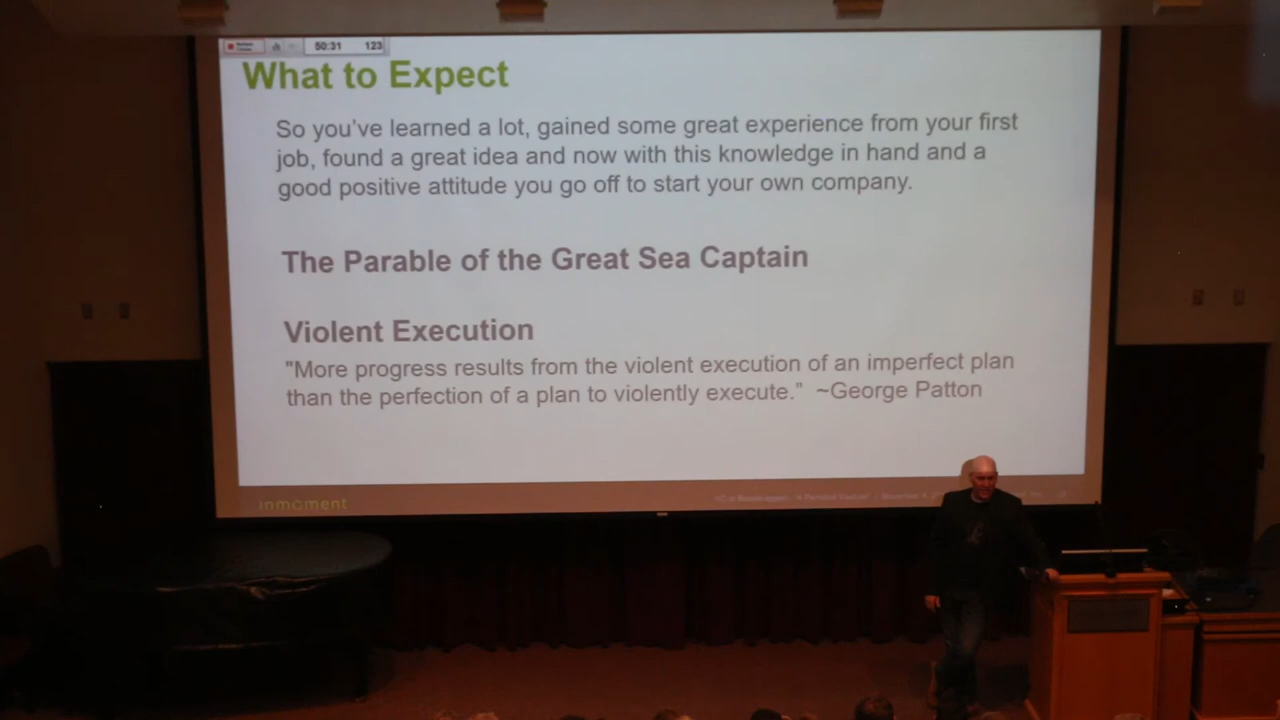 50:31 123
What to Expect
So you've learned a lot, gained some great experience from your first
job, found a great idea and now with this knowledge in hand and a
good positive attitude you go off to start your own company.
The Parable of the Great Sea Captain
Violent Execution
"More progress results from the violent execution of an imperfect plan
than the perfection of a plan to violently execute." ~George Patton
inmoment